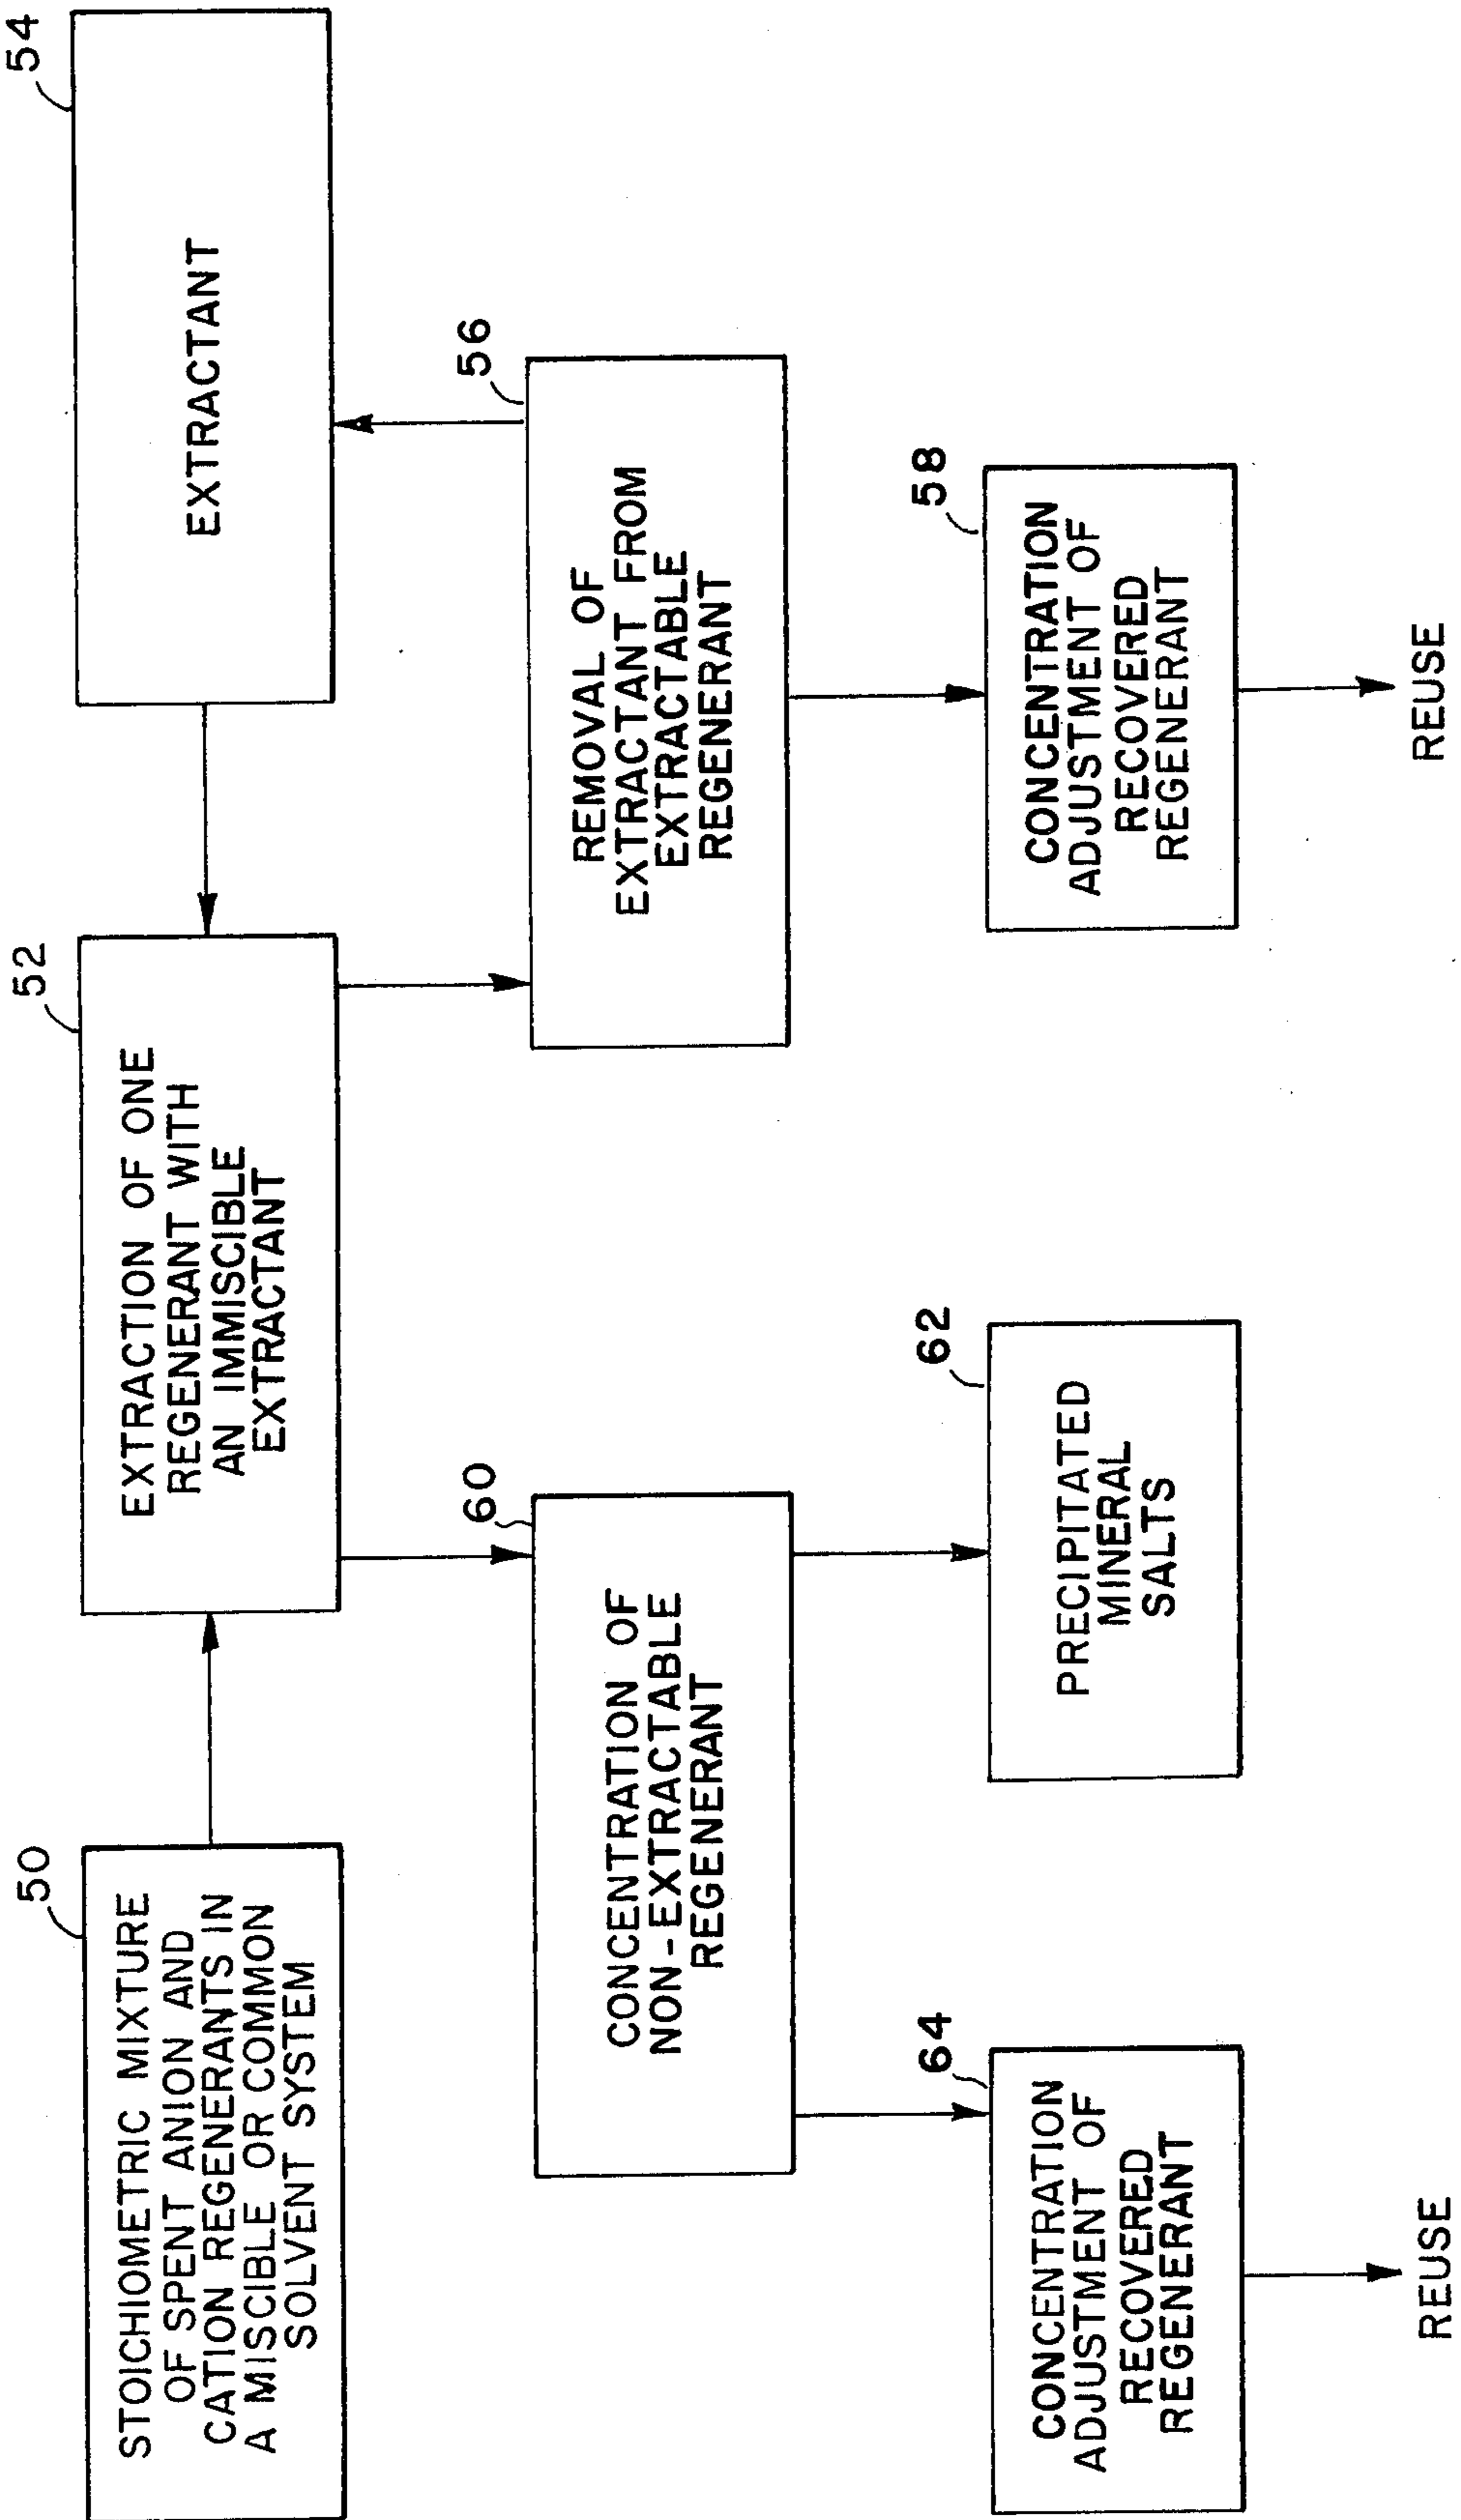 50
STOICHIOMETRIC MIXTURE
OF SPENT ANION AND
CATION REGENERANTS IN
A MISCIBLE OR COMMON
SOLVENT SYSTEM
52
EXTRACTION OF ONE
REGENERANT WITH
AN IMMISCIBLE
EXTRACTANT
54
EXTRACTANT
60
CONCENTRATION OF
NON-EXTRACTABLE
REGENERANT
56
REMOVAL OF
EXTRACTANT FROM
EXTRACTABLE
REGENERANT
64
CONCENTRATION
ADJUSTMENT OF
RECOVERED
REGENERANT
62
PRECIPITATED
MINERAL
SALTS
58
CONCENTRATION
ADJUSTMENT OF
RECOVERED
REGENERANT
REUSE
REUSE